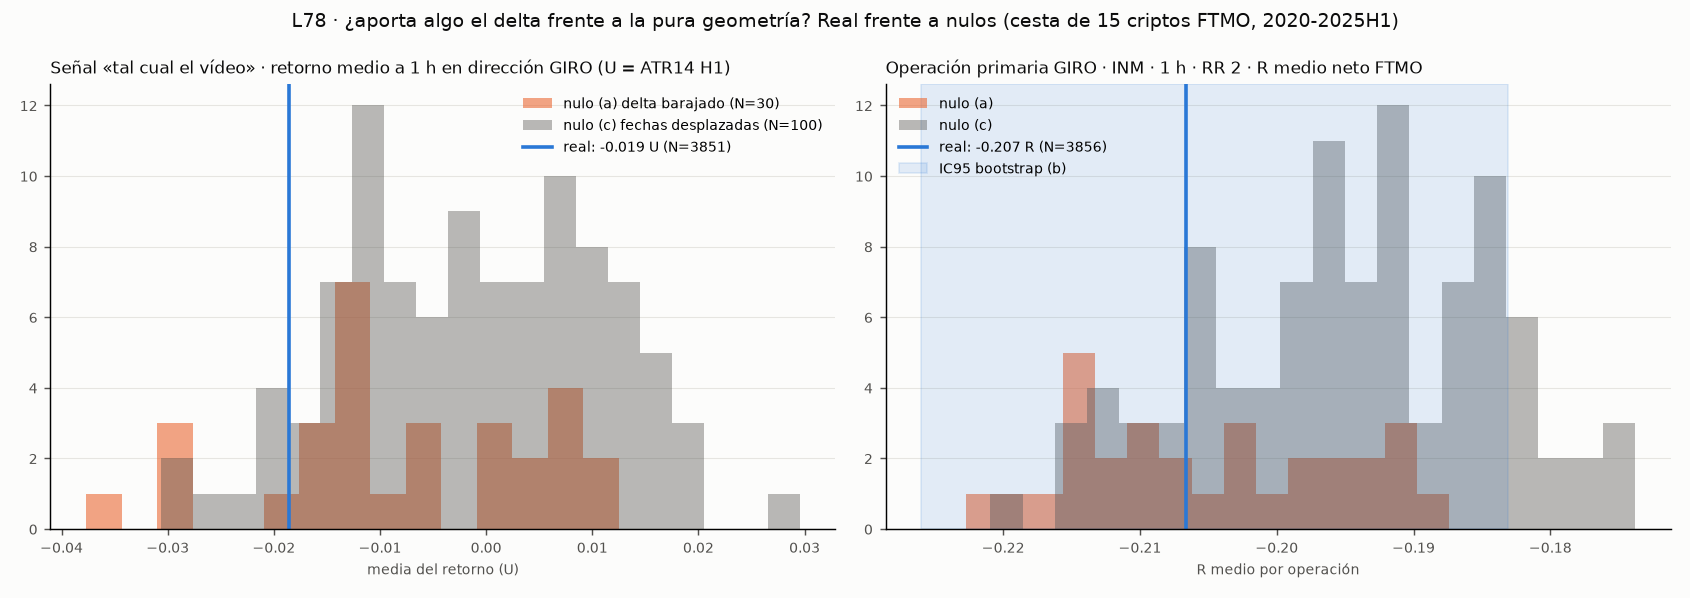 L78 · ¿aporta algo el delta frente a la pura geometría? Real frente a nulos (cesta de 15 criptos FTMO, 2020-2025H1)
Señal «tal cual el vídeo» · retorno medio a 1 h en dirección GIRO (U = ATR14 H1)
nulo (a) delta barajado (N=30)
nulo (c) fechas desplazadas (N=100)
real: -0.019 U (N=3851)
12
10
8
6
4
2
0
−0.04 −0.03 −0.02 −0.01 0.00 0.01 0.02 0.03
media del retorno (U)
Operación primaria GIRO · INM · 1 h · RR 2 · R medio neto FTMO
nulo (a)
nulo (c)
real: -0.207 R (N=3856)
IC95 bootstrap (b)
12
10
8
6
4
2
0
−0.22 −0.21 −0.20 −0.19 −0.18
R medio por operación